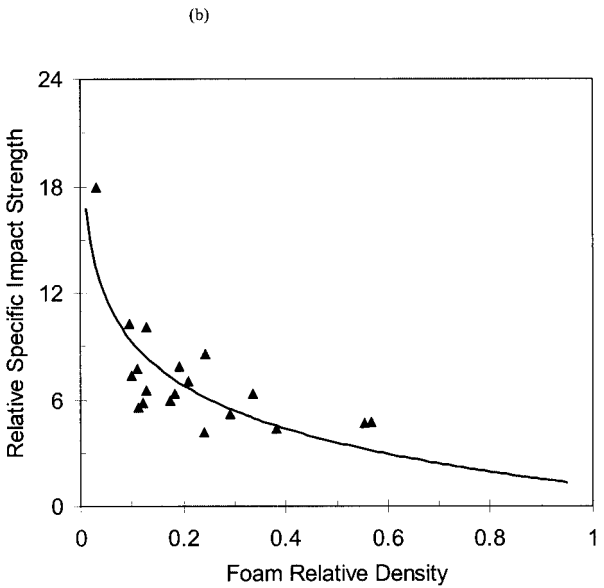 (b)
24
18
12
6
0
Relative Specific Impact Strength
0 0.2 0.4 0.6 0.8 1
Foam Relative Density